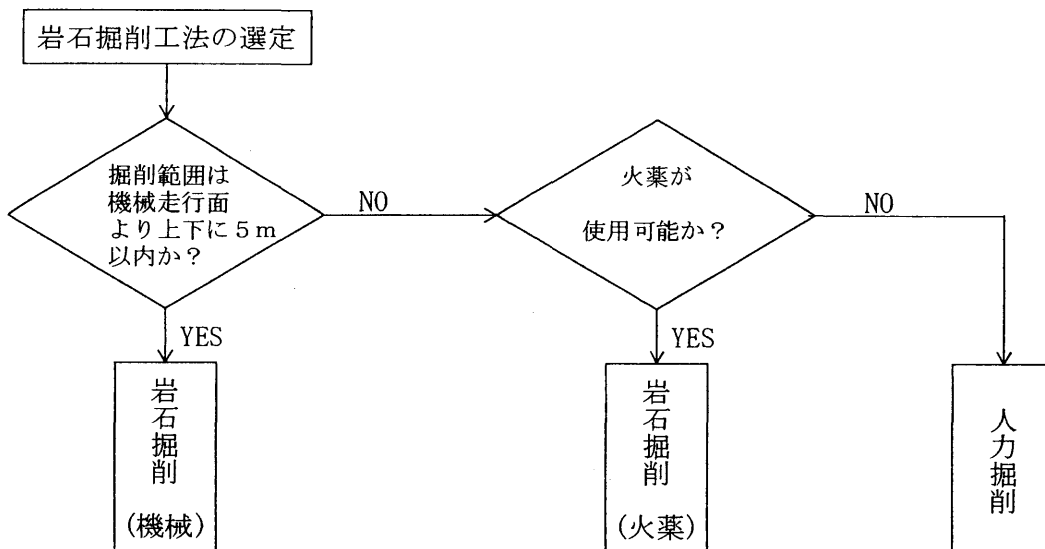 岩石掘削工法の選定
掘削範囲は
機械走行面
より上下に5m
以内か?
NO
火薬が
使用可能か?
NO
YES
YES
岩石掘削
(機械)
岩石掘削
(火薬)
人力掘削